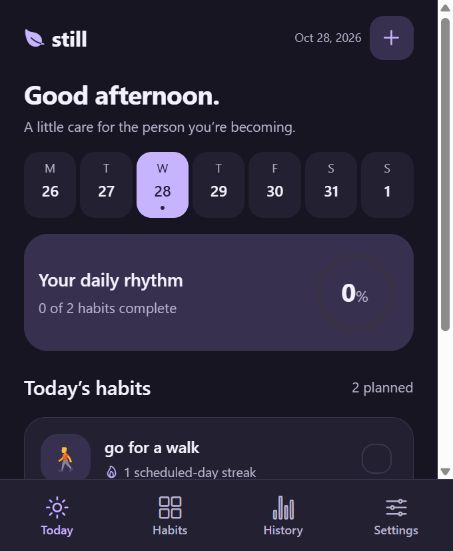 still
Oct 28, 2026
Good afternoon.
A little care for the person you’re becoming.
M T W T F S S
26 27 28 29 30 31 1
Your daily rhythm
0 of 2 habits complete
0%
Today’s habits
2 planned
go for a walk
1 scheduled-day streak
Today Habits History Settings